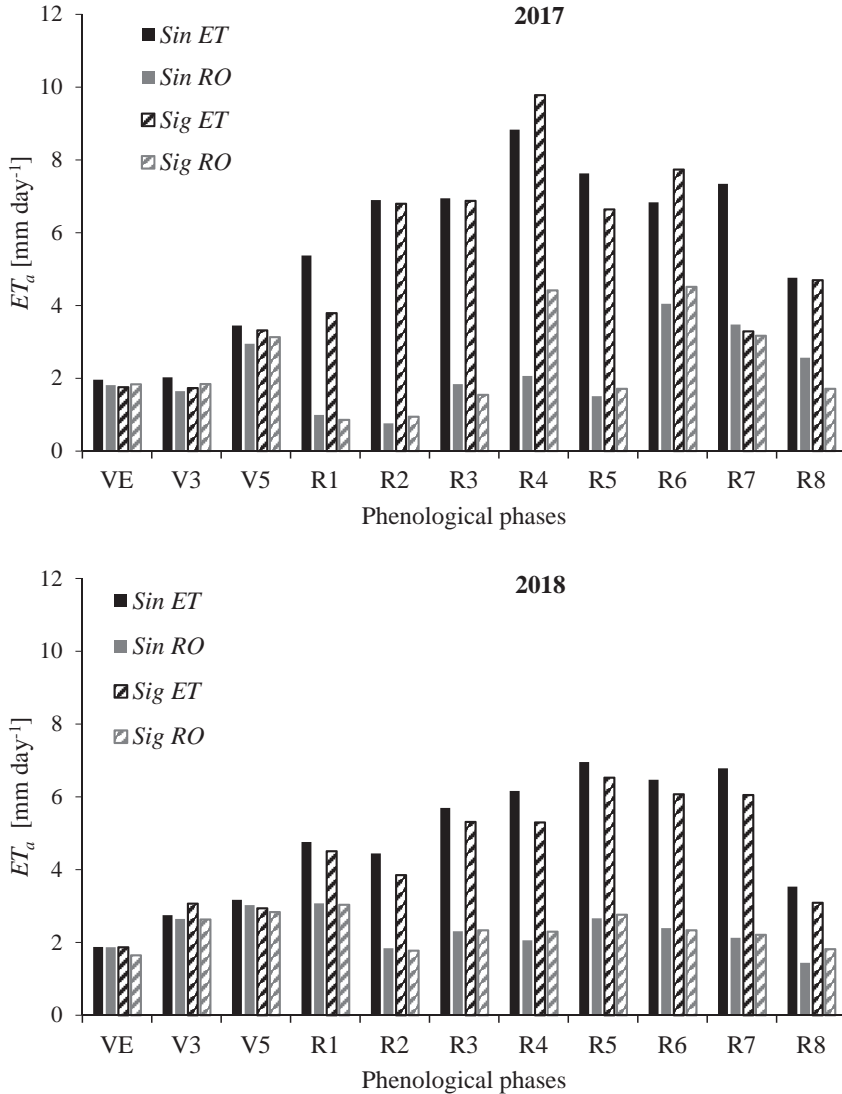 2017
Sin ET
Sin RO
Sig ET
Sig RO
12
10
8
6
4
2
0
ET_a [mm day⁻¹]
VE V3 V5 R1 R2 R3 R4 R5 R6 R7 R8
Phenological phases
2018
Sin ET
Sin RO
Sig ET
Sig RO
12
10
8
6
4
2
0
ET_a [mm day⁻¹]
VE V3 V5 R1 R2 R3 R4 R5 R6 R7 R8
Phenological phases